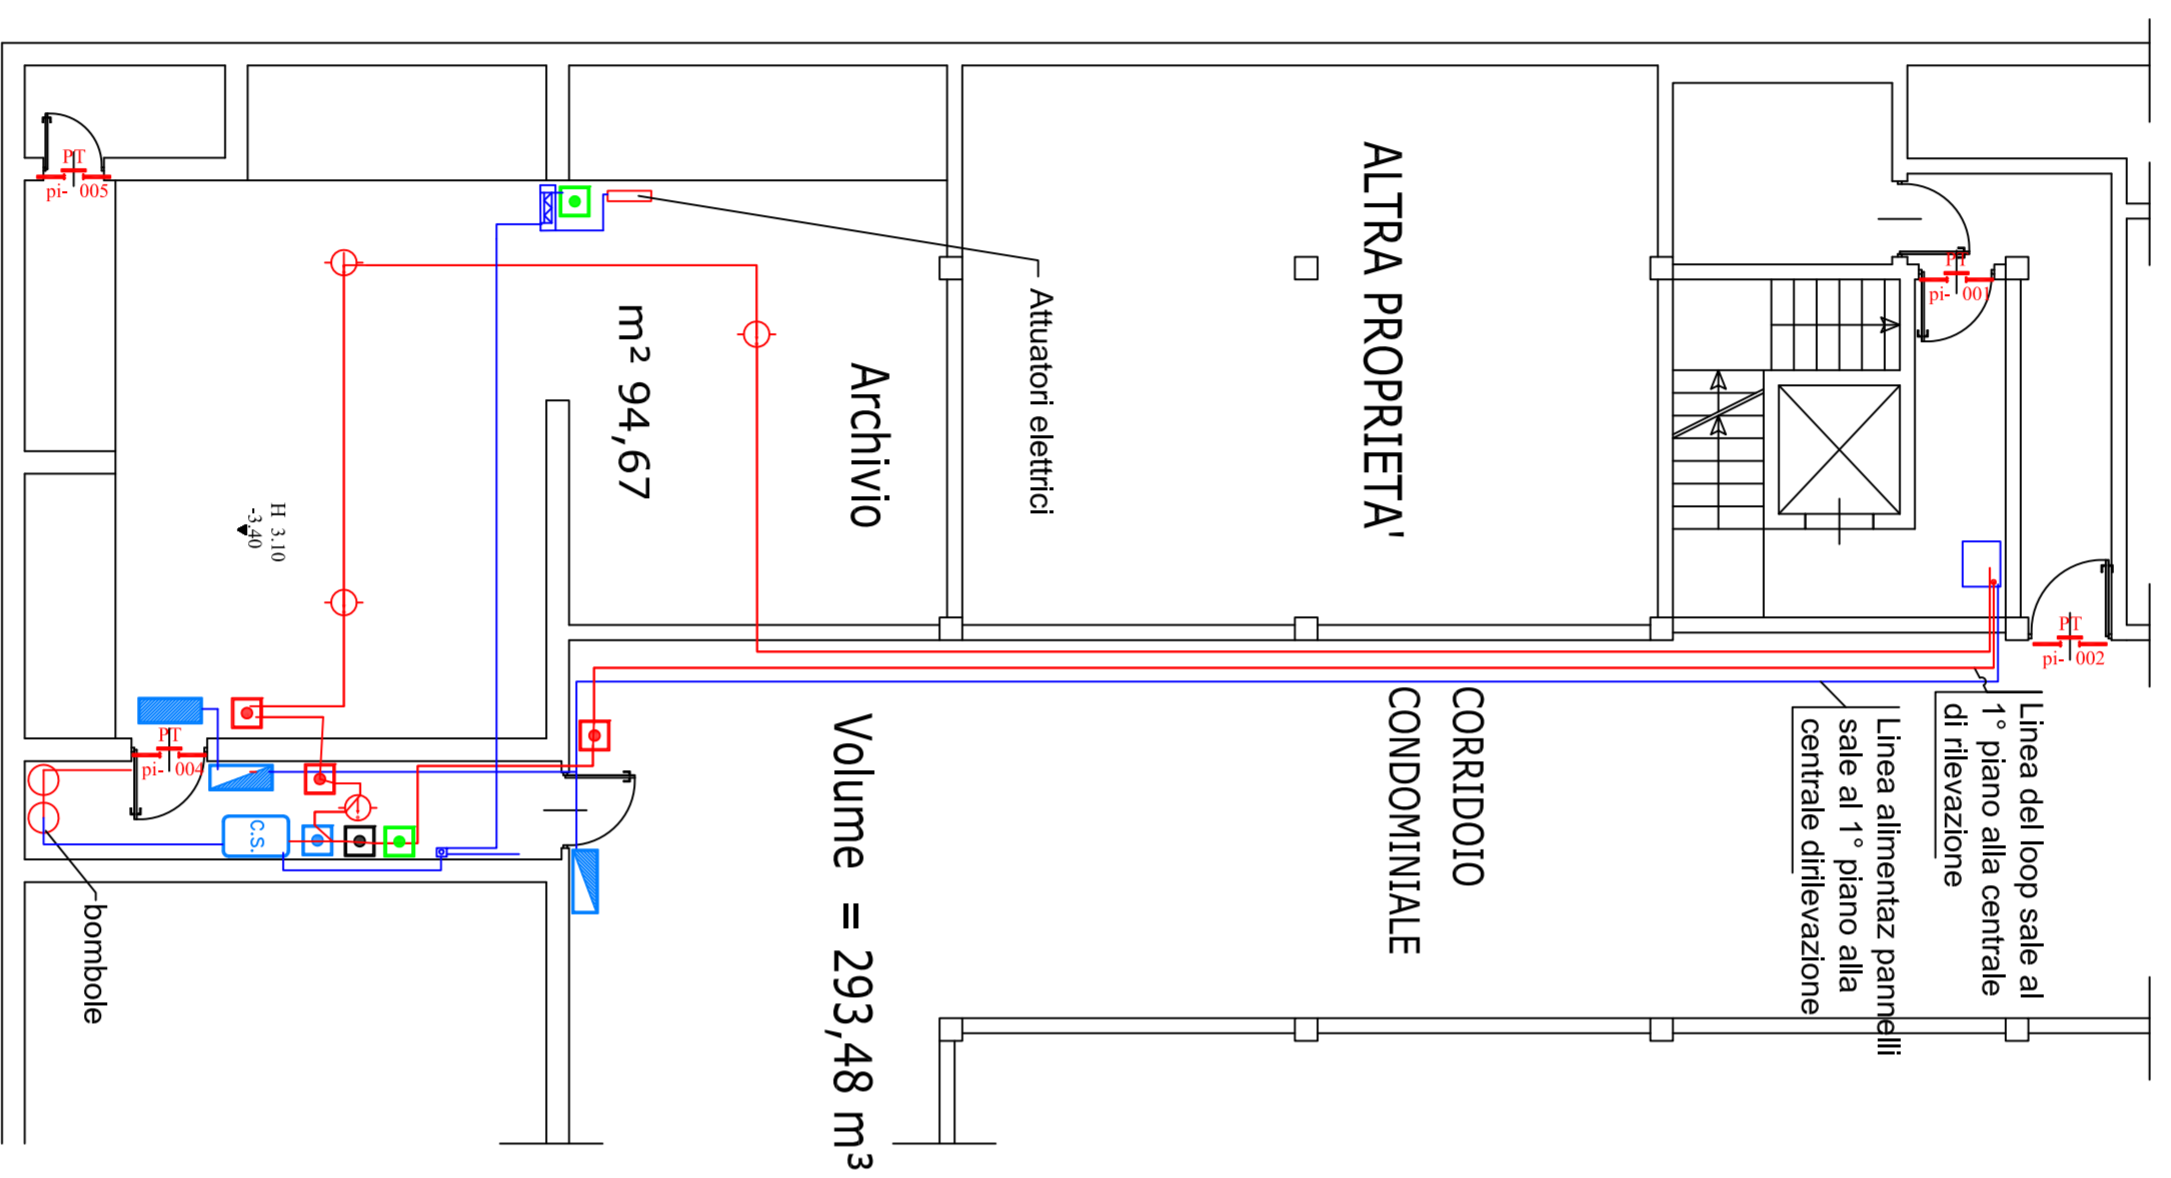 ALTRA PROPRIETA'
Attuatori elettrici
Archivio
m² 94,67
H 3.10
-3.40
Volume = 293,48 m³
CORRIDOIO
CONDOMINIALE
Linea del loop sale al
1° piano alla centrale
di rilevazione
Linea alimentaz pannelli
sale al 1° piano alla
centrale dirilevazione
bombole
c.s.
PT
pi- 005
PT
pi- 001
PT
pi- 002
PT
pi- 004